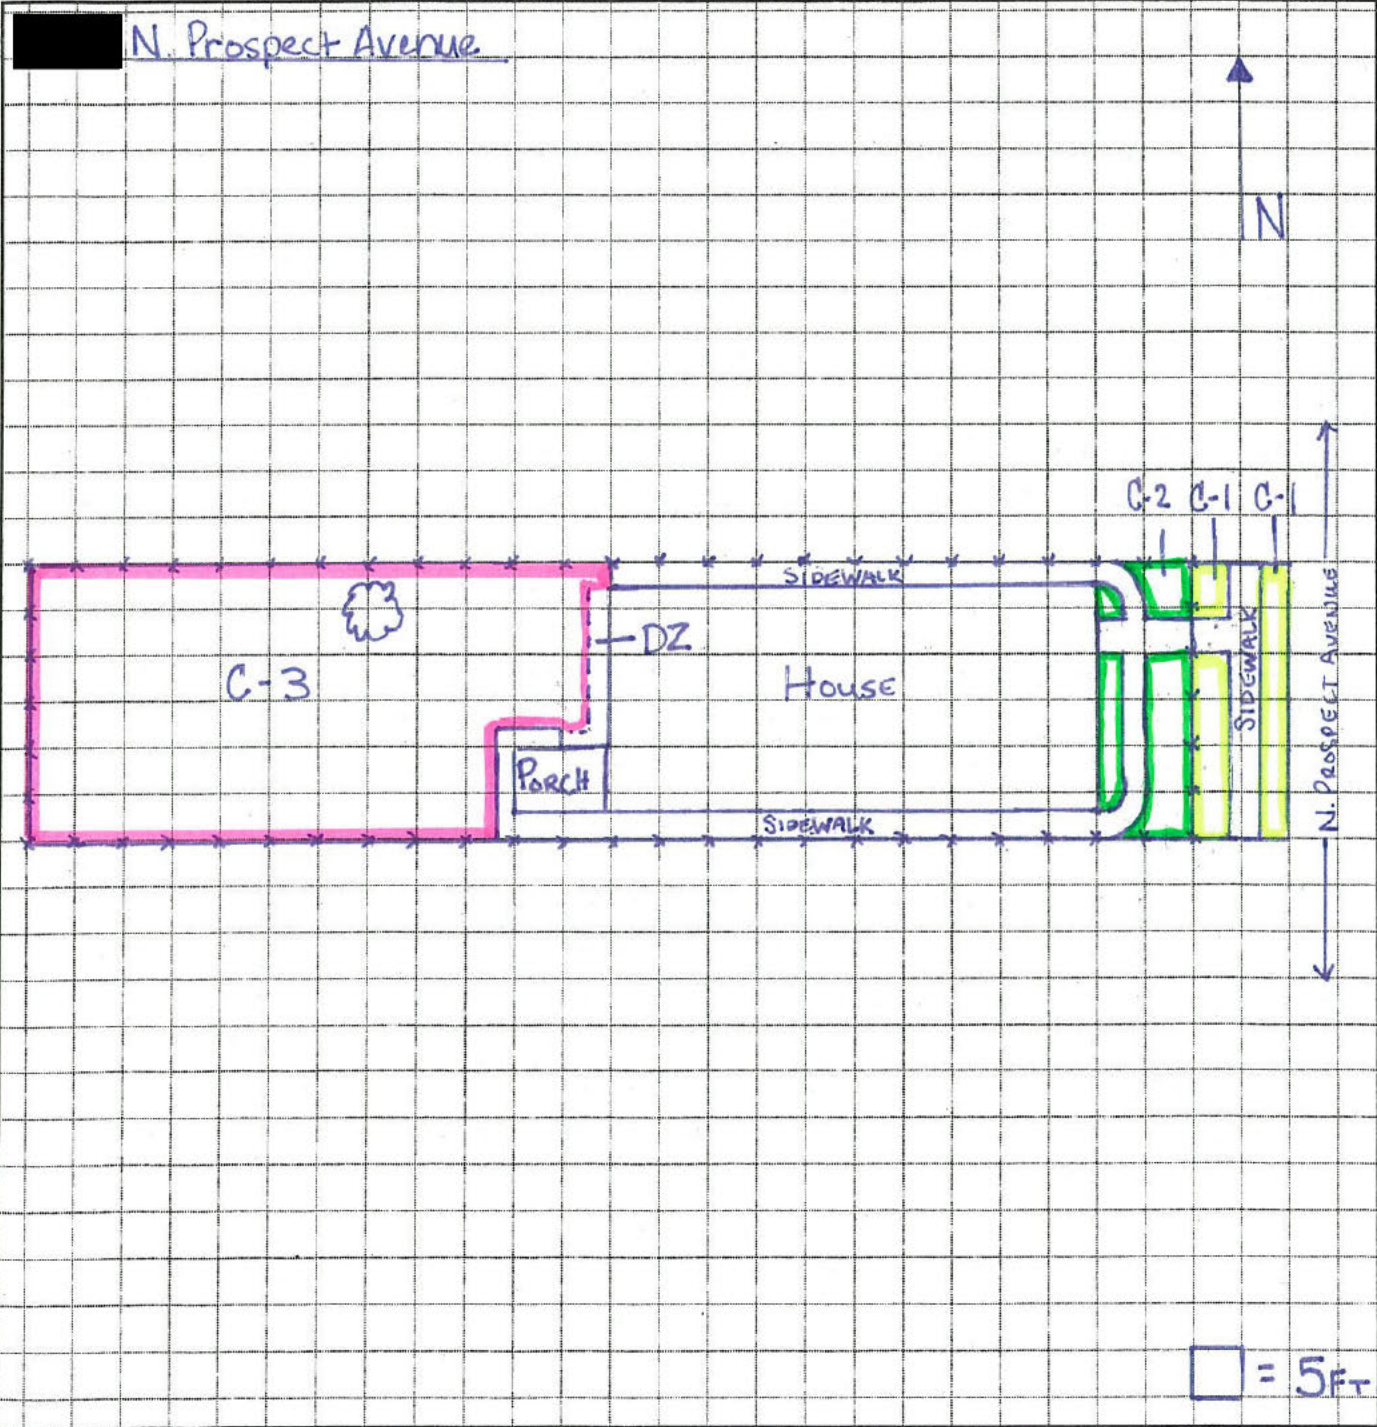 N. Prospect Avenue
N
C-2 C-1 C-1
SIDEWALK
DZ
C-3
HOUSE
SIDEWALK
N. PROSPECT AVENUE
PORCH
SIDEWALK
= 5FT